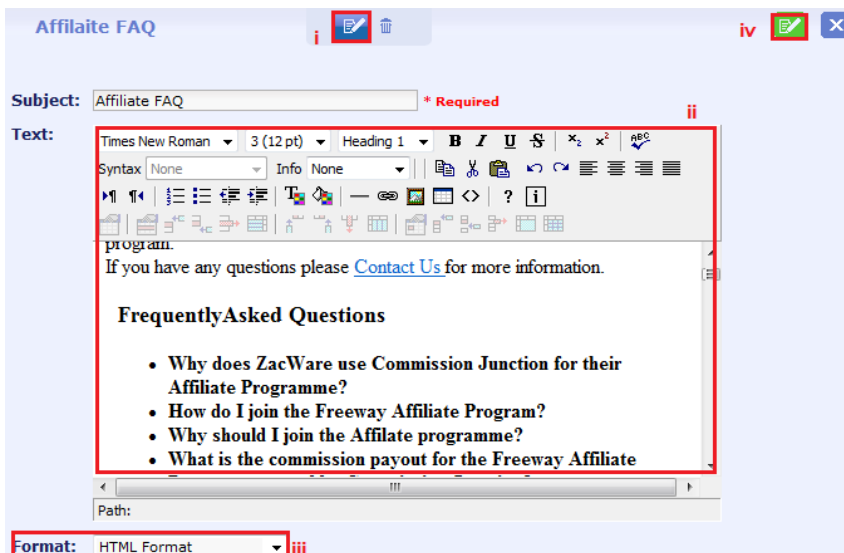 Affilaite FAQ
i
iv
Subject: Affiliate FAQ * Required
ii
Text:
Times New Roman 3 (12 pt) Heading 1 B I U S x₂ x² ABC
Syntax None Info None
? i
program.
If you have any questions please Contact Us for more information.
FrequentlyAsked Questions
• Why does ZacWare use Commission Junction for their
Affiliate Programme?
• How do I join the Freeway Affiliate Program?
• Why should I join the Affilate programme?
• What is the commission payout for the Freeway Affiliate
Path:
Format: HTML Format iii